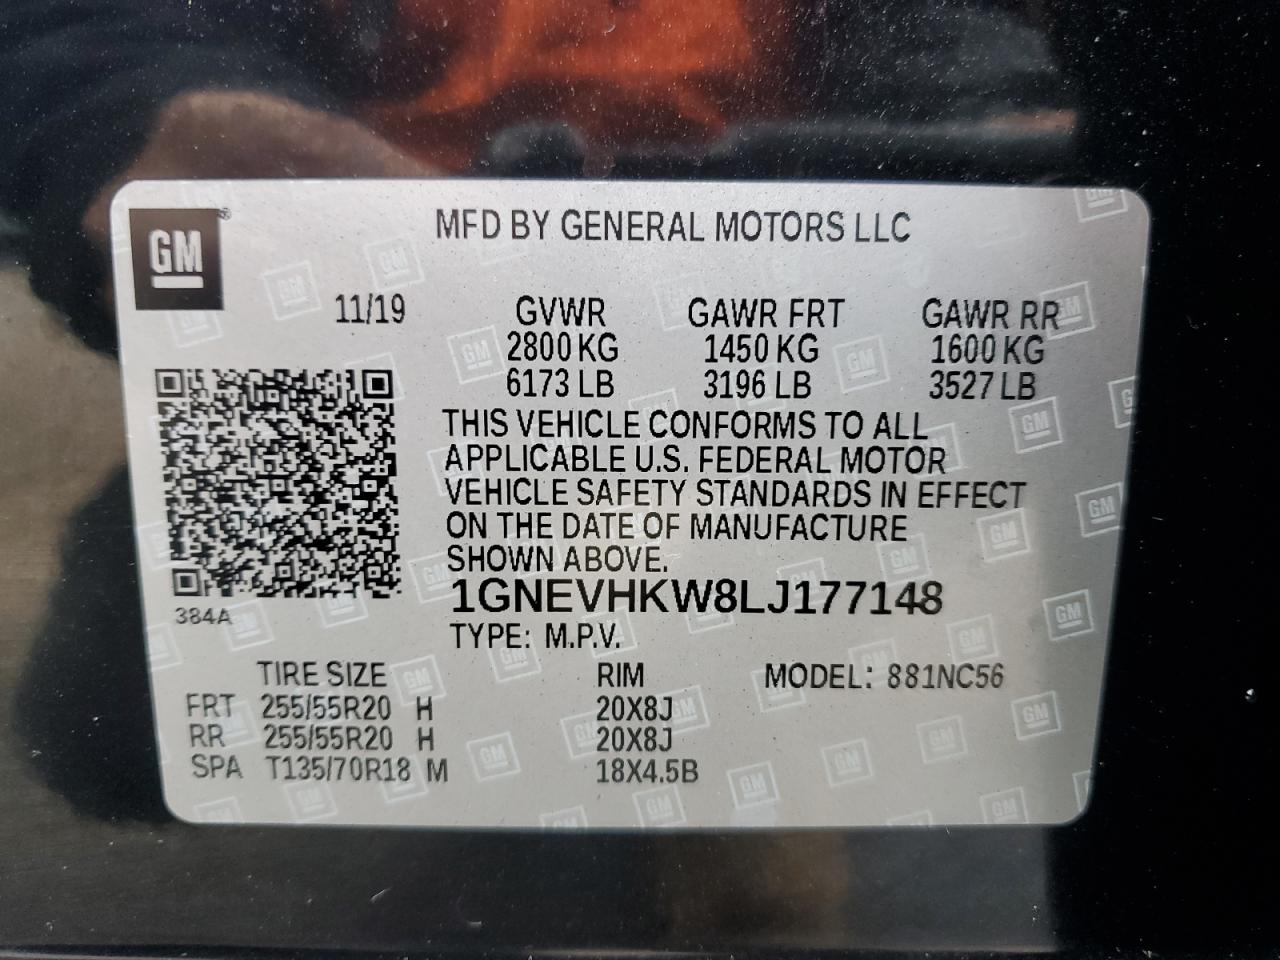 GM®
MFD BY GENERAL MOTORS LLC
11/19 GVWR GAWR FRT GAWR RR
2800 KG 1450 KG 1600 KG
6173 LB 3196 LB 3527 LB
THIS VEHICLE CONFORMS TO ALL
APPLICABLE U.S. FEDERAL MOTOR
VEHICLE SAFETY STANDARDS IN EFFECT
ON THE DATE OF MANUFACTURE
SHOWN ABOVE.
1GNEVHKW8LJ177148
384A
TYPE: M.P.V.
TIRE SIZE RIM MODEL: 881NC56
FRT 255/55R20 H 20X8J
RR 255/55R20 H 20X8J
SPA T135/70R18 M 18X4.5B